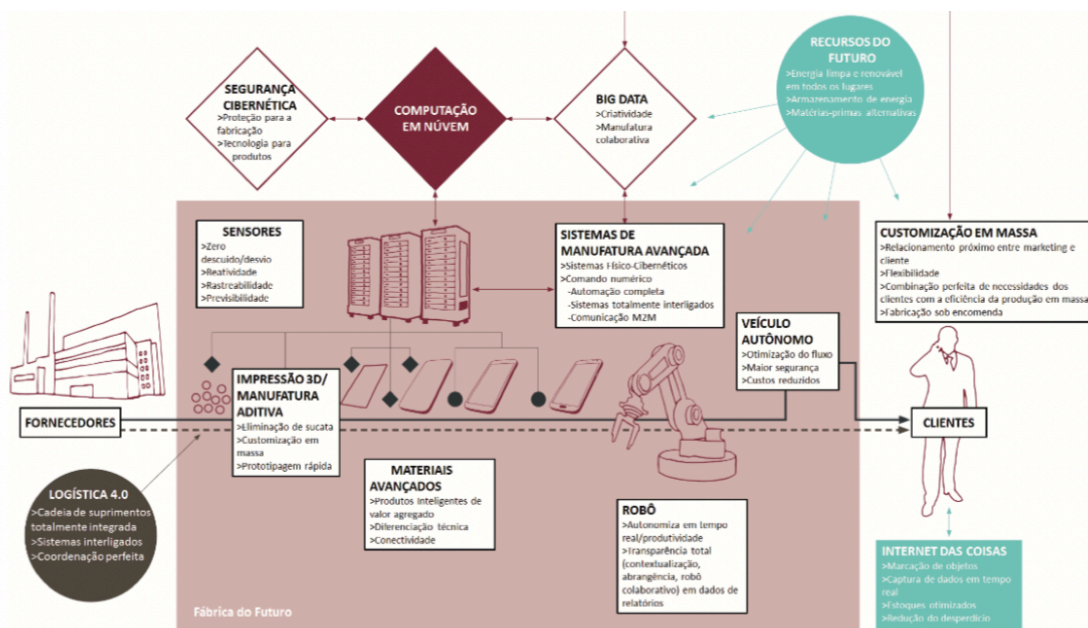 SEGURANÇA
CIBERNÉTICA
>Proteção para a
fabricação
>Tecnologia para
produtos
COMPUTAÇÃO
EM NÚVEM
BIG DATA
>Criatividade
>Manufatura
colaborativa
RECURSOS DO
FUTURO
>Energia limpa e renovável
em todos os lugares
>Armazenamento de energia
>Matérias-primas alternativas
SENSORES
>Zero
descuido/desvio
>Reatividade
>Rastreabilidade
>Previsibilidade
SISTEMAS DE
MANUFATURA AVANÇADA
>Sistemas Físico-Cibernéticos
>Comando numérico
-Automação completa
-Sistemas totalmente interligados
-Comunicação M2M
CUSTOMIZAÇÃO EM MASSA
>Relacionamento próximo entre marketing e
cliente
>Flexibilidade
>Combinação perfeita de necessidades dos
clientes com a eficiência da produção em massa
>Fabricação sob encomenda
VEÍCULO
AUTÔNOMO
>Otimização do fluxo
>Maior segurança
>Custos reduzidos
IMPRESSÃO 3D/
MANUFATURA
ADITIVA
>Eliminação de sucata
>Customização em
massa
>Prototipagem rápida
FORNECEDORES
CLIENTES
LOGÍSTICA 4.0
>Cadeia de suprimentos
totalmente integrada
>Sistemas interligados
>Coordenação perfeita
MATERIAIS
AVANÇADOS
>Produtos Inteligentes de
valor agregado
>Diferenciação técnica
>Conectividade
ROBÔ
>Autonomiza em tempo
real/produtividade
>Transparência total
(contextualização,
abrangência, robô
colaborativo) em dados de
relatórios
INTERNET DAS COISAS
>Marcação de objetos
>Captura de dados em tempo
real
>Estoques otimizados
>Redução do desperdício
Fábrica do Futuro